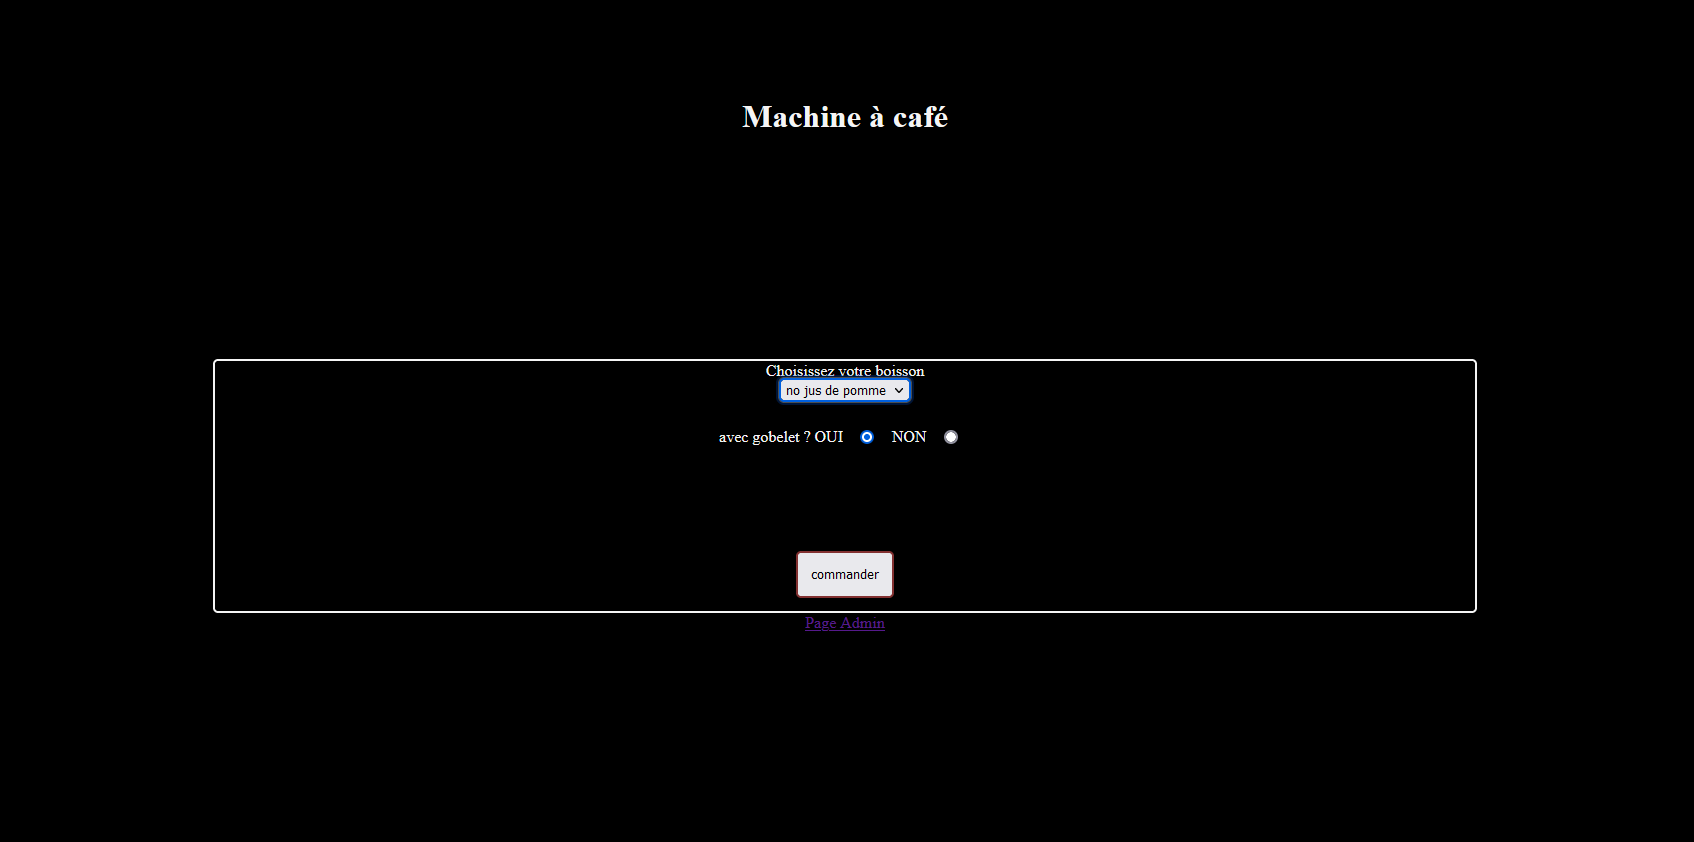 Machine à café
Choisissez votre boisson
no jus de pomme
avec gobelet ? OUI NON
commander
Page Admin